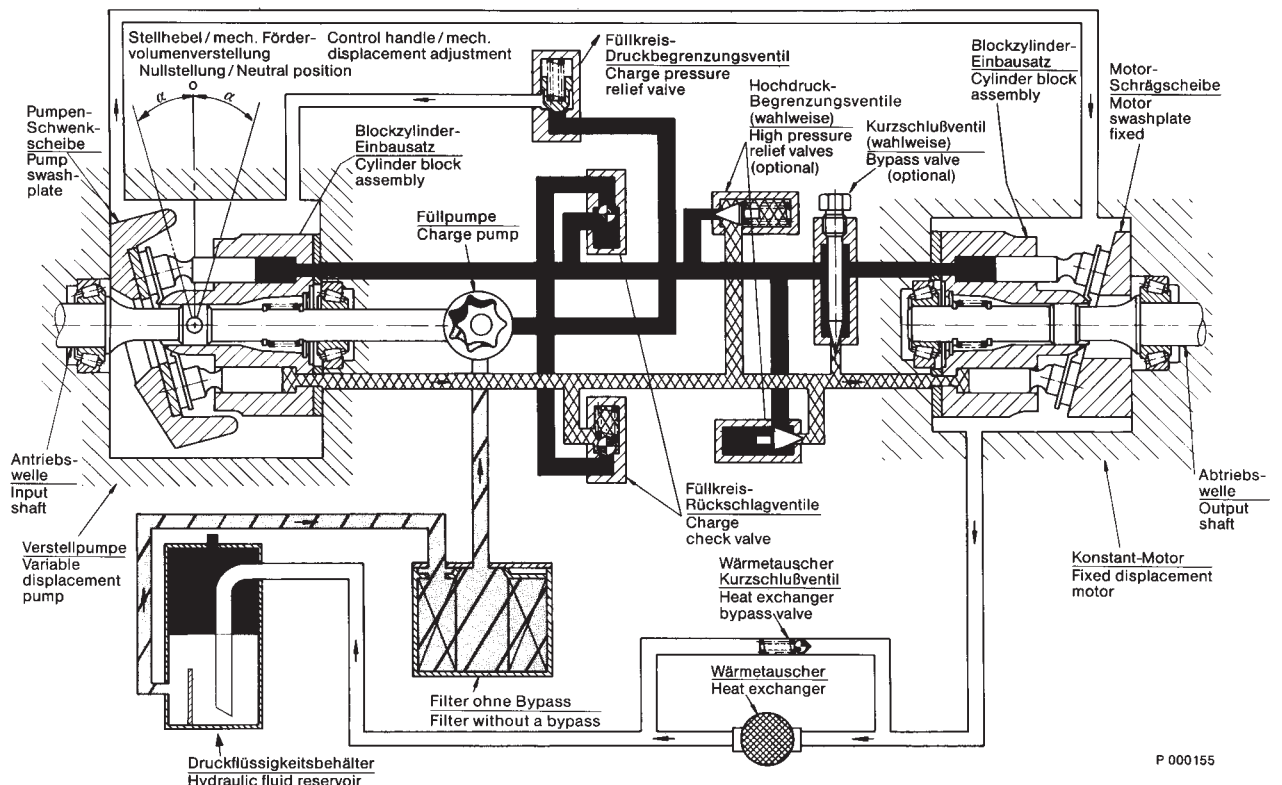 Stellhebel / mech. Förder-
volumenverstellung
Control handle / mech.
displacement adjustment
Nullstellung / Neutral position
o
α
α
Pumpen-
Schwenk-
scheibe
Pump
swash-
plate
Blockzylinder-
Einbausatz
Cylinder block
assembly
Füllkreis-
Druckbegrenzungsventil
Charge pressure
relief valve
Füllpumpe
Charge pump
Hochdruck-
Begrenzungsventile
(wahlweise)
High pressure
relief valves
(optional)
Kurzschlußventil
(wahlweise)
Bypass valve
(optional)
Blockzylinder-
Einbausatz
Cylinder block
assembly
Motor-
Schrägscheibe
Motor
swashplate
fixed
Antriebs-
welle
Input
shaft
Verstellpumpe
Variable
displacement
pump
Füllkreis-
Rückschlagventile
Charge
check valve
Abtriebs-
welle
Output
shaft
Konstant-Motor
Fixed displacement
motor
Wärmetauscher
Kurzschlußventil
Heat exchanger
bypass valve
Wärmetauscher
Heat exchanger
Filter ohne Bypass
Filter without a bypass
Druckflüssigkeitsbehälter
Hydraulic fluid reservoir
P 000155